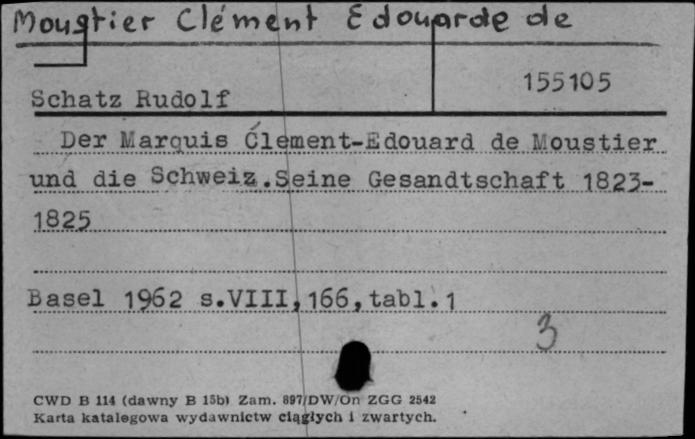 Moustier Clément Edouarde de
155105
Schatz Rudolf
Der Marquis Clement-Edouard de Moustier
und die Schweiz.Seine Gesandtschaft 1823-
1825
Basel 1962 s.VIII,166,tabl.1
3
CWD B 114 (dawny B 15b) Zam. 897/DW/On ZGG 2542
Karta katalogowa wydawnictw ciągłych i zwartych.